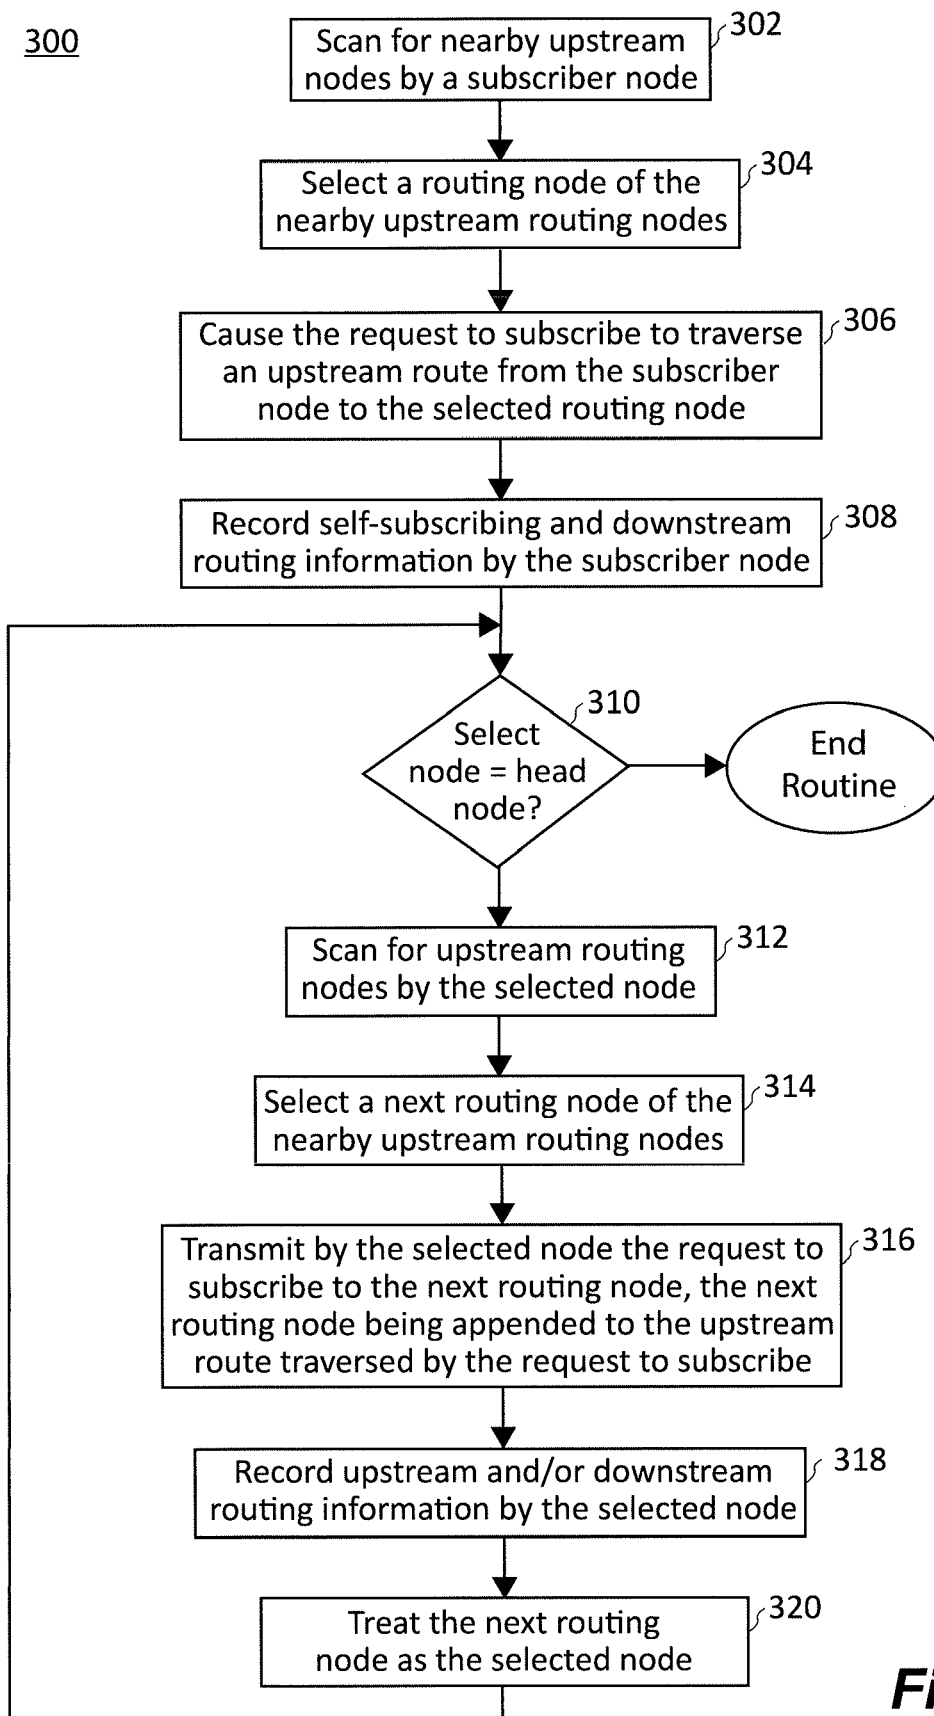 300
302
Scan for nearby upstream
nodes by a subscriber node
304
Select a routing node of the
nearby upstream routing nodes
306
Cause the request to subscribe to traverse
an upstream route from the subscriber
node to the selected routing node
308
Record self-subscribing and downstream
routing information by the subscriber node
310
Select
node = head
node?
End
Routine
312
Scan for upstream routing
nodes by the selected node
314
Select a next routing node of the
nearby upstream routing nodes
316
Transmit by the selected node the request to
subscribe to the next routing node, the next
routing node being appended to the upstream
route traversed by the request to subscribe
318
Record upstream and/or downstream
routing information by the selected node
320
Treat the next routing
node as the selected node
Fi